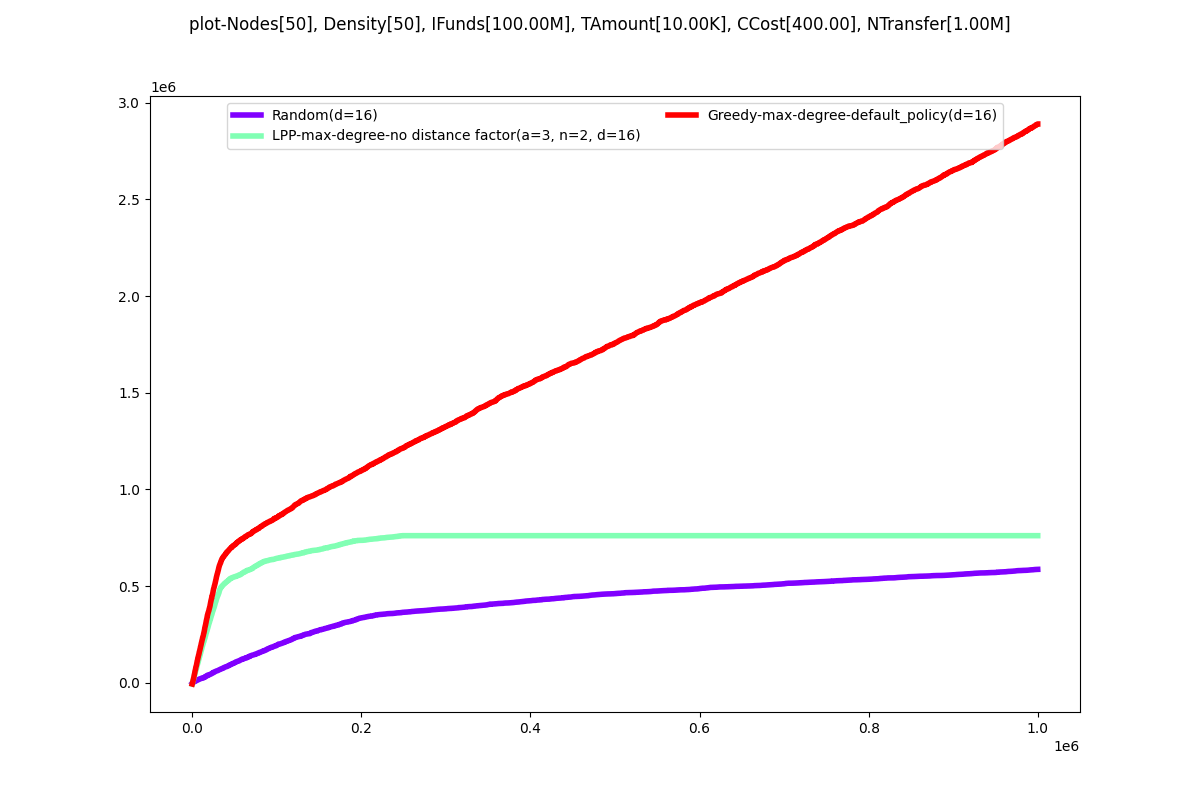 plot-Nodes[50], Density[50], IFunds[100.00M], TAmount[10.00K], CCost[400.00], NTransfer[1.00M]
1e6
3.0
2.5
2.0
1.5
1.0
0.5
0.0
Random(d=16)
LPP-max-degree-no distance factor(a=3, n=2, d=16)
Greedy-max-degree-default_policy(d=16)
0.0 0.2 0.4 0.6 0.8 1.0
1e6